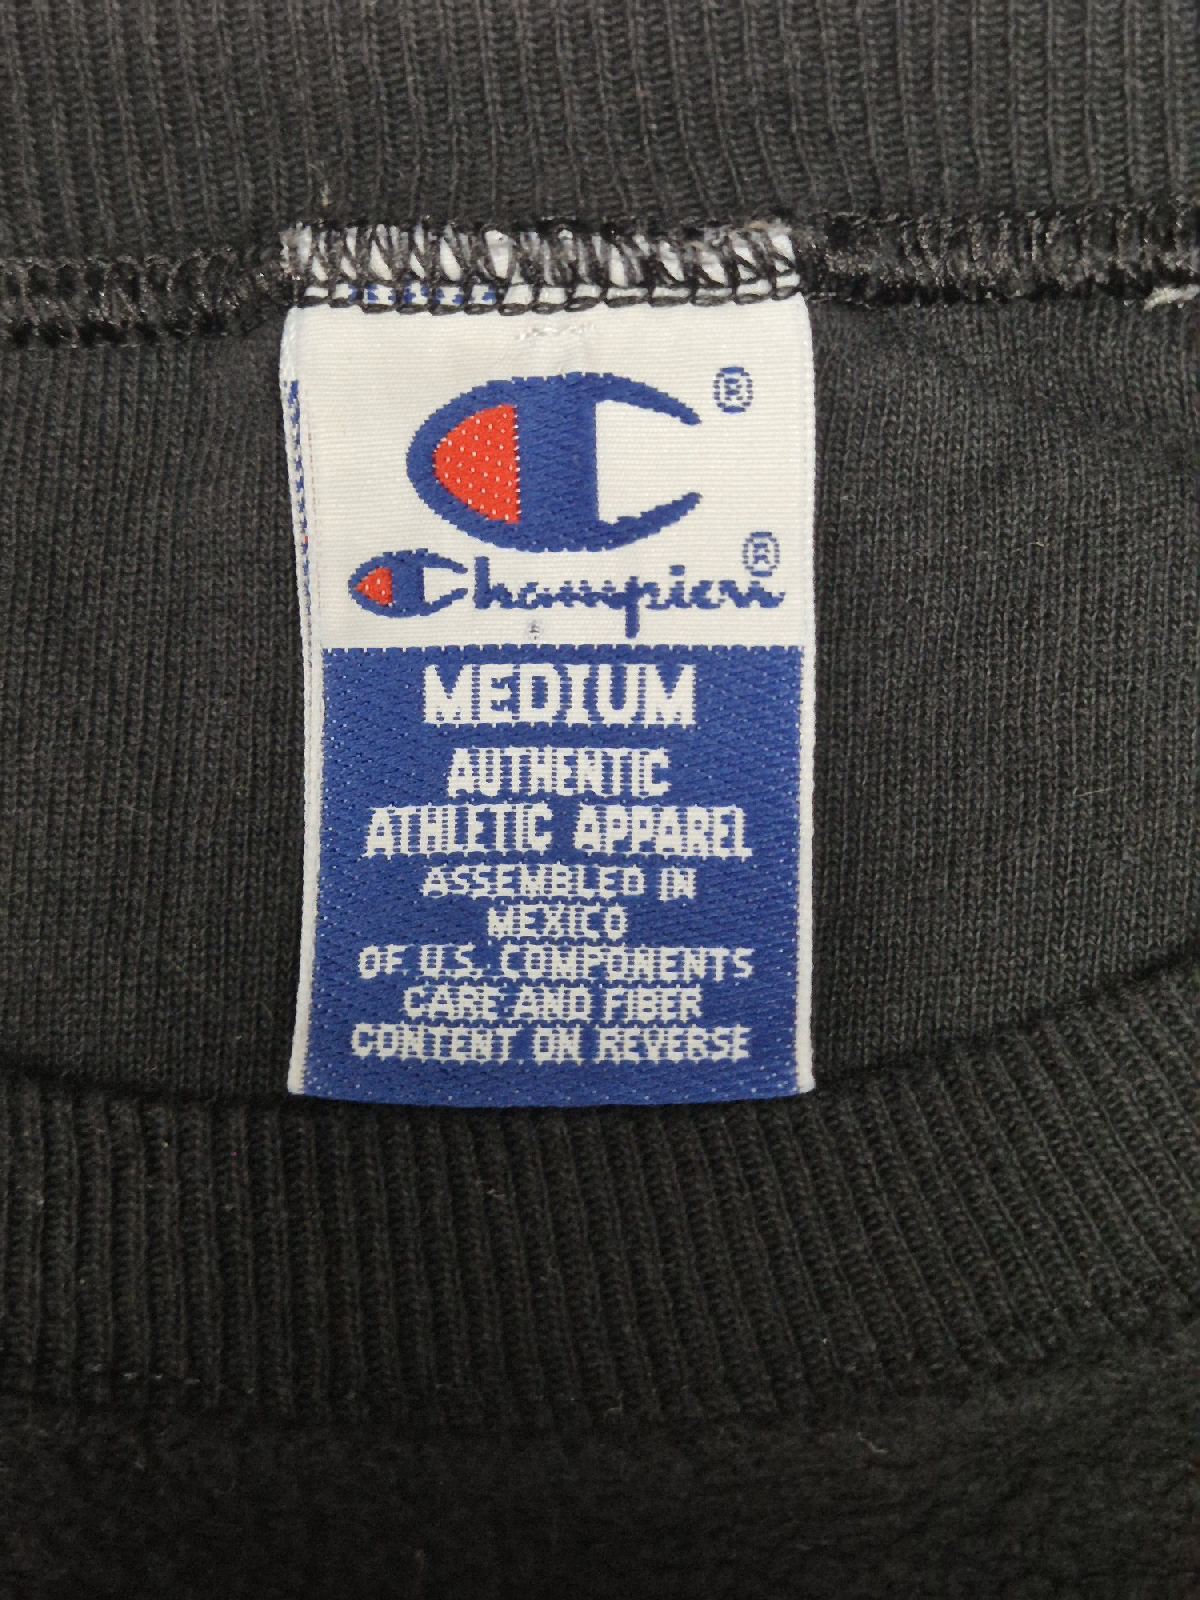 ®
Champion®
MEDIUM
AUTHENTIC
ATHLETIC APPAREL
ASSEMBLED IN
MEXICO
OF U.S. COMPONENTS
CARE AND FIBER
CONTENT ON REVERSE